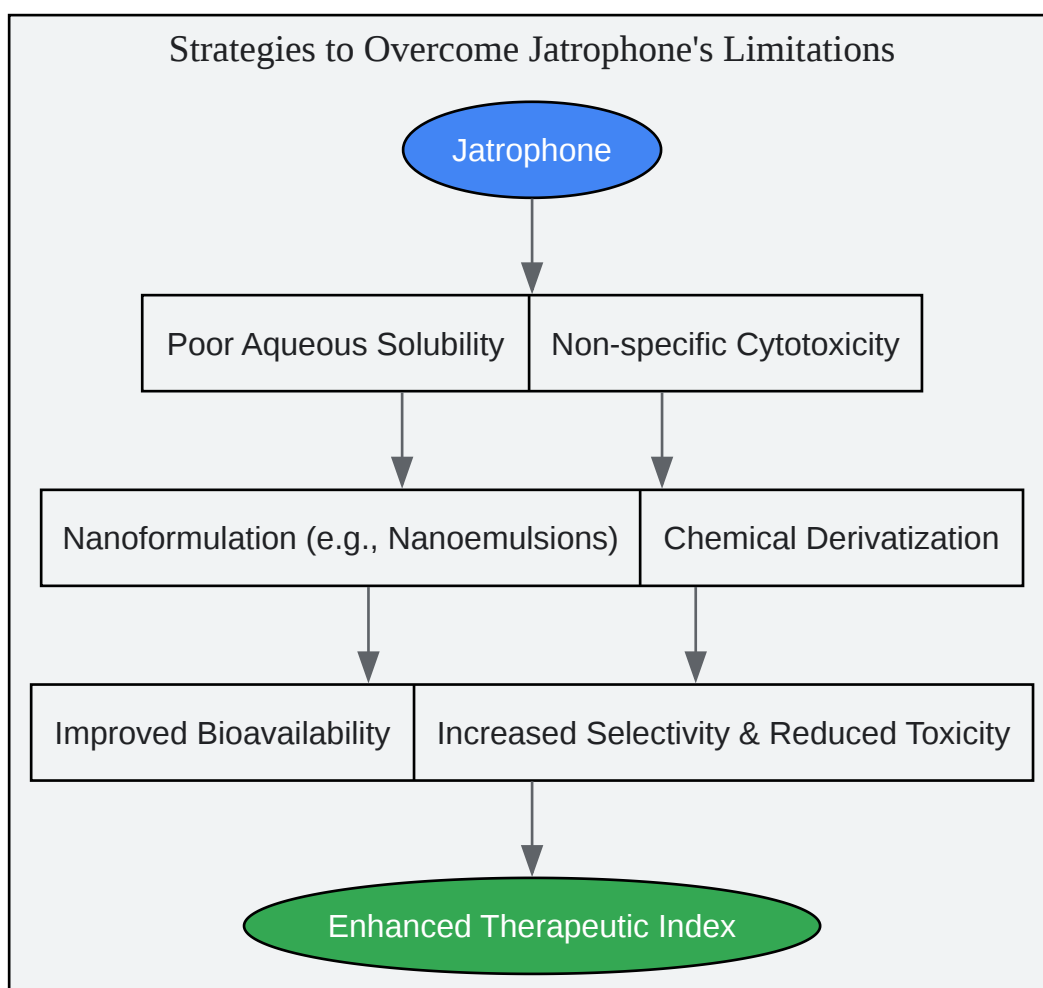 Strategies to Overcome Jatrophone's Limitations
Jatrophone
Poor Aqueous Solubility
Non-specific Cytotoxicity
Nanoformulation (e.g., Nanoemulsions)
Chemical Derivatization
Improved Bioavailability
Increased Selectivity & Reduced Toxicity
Enhanced Therapeutic Index